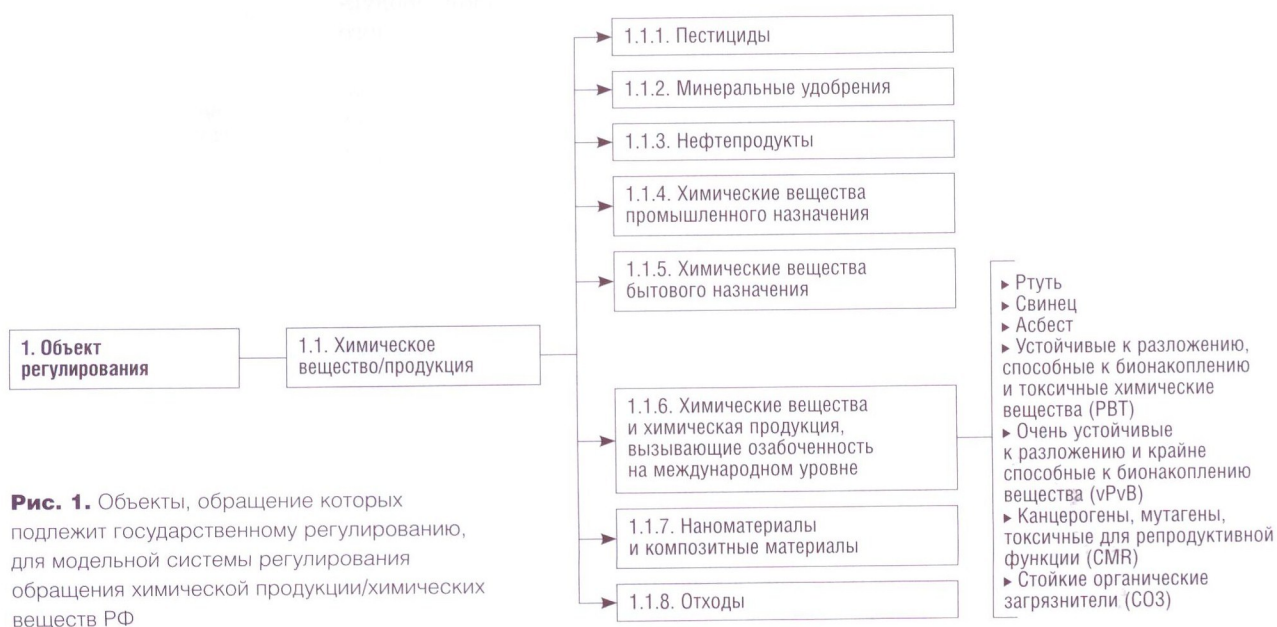 1.1.1. Пестициды
1.1.2. Минеральные удобрения
1.1.3. Нефтепродукты
1.1.4. Химические вещества
промышленного назначения
1.1.5. Химические вещества
бытового назначения
1. Объект
регулирования
1.1. Химическое
вещество/продукция
1.1.6. Химические вещества
и химическая продукция,
вызывающие озабоченность
на международном уровне
1.1.7. Наноматериалы
и композитные материалы
1.1.8. Отходы
▸ Ртуть
▸ Свинец
▸ Асбест
▸ Устойчивые к разложению,
способные к бионакоплению
и токсичные химические
вещества (PBT)
▸ Очень устойчивые
к разложению и крайне
способные к бионакоплению
вещества (vPvB)
▸ Канцерогены, мутагены,
токсичные для репродуктивной
функции (CMR)
▸ Стойкие органические
загрязнители (СОЗ)
Рис. 1. Объекты, обращение которых
подлежит государственному регулированию,
для модельной системы регулирования
обращения химической продукции/химических
веществ РФ